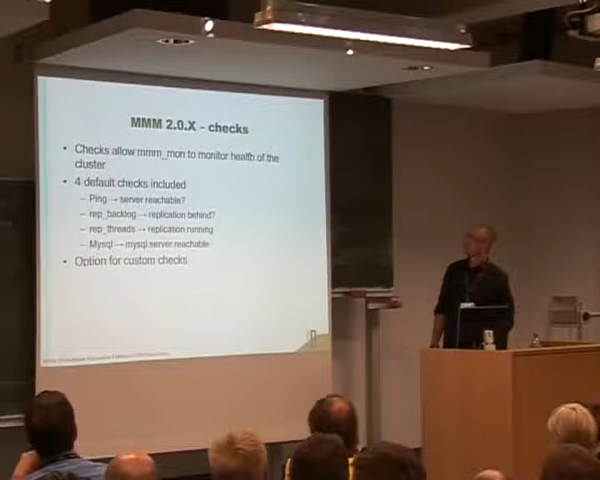 MMM 2.0.X – checks
• Checks allow mmm_mon to monitor health of the
cluster
• 4 default checks included
– Ping → server reachable?
– rep_backlog → replication behind?
– rep_threads → replication running
– Mysql → mysql server reachable
• Option for custom checks